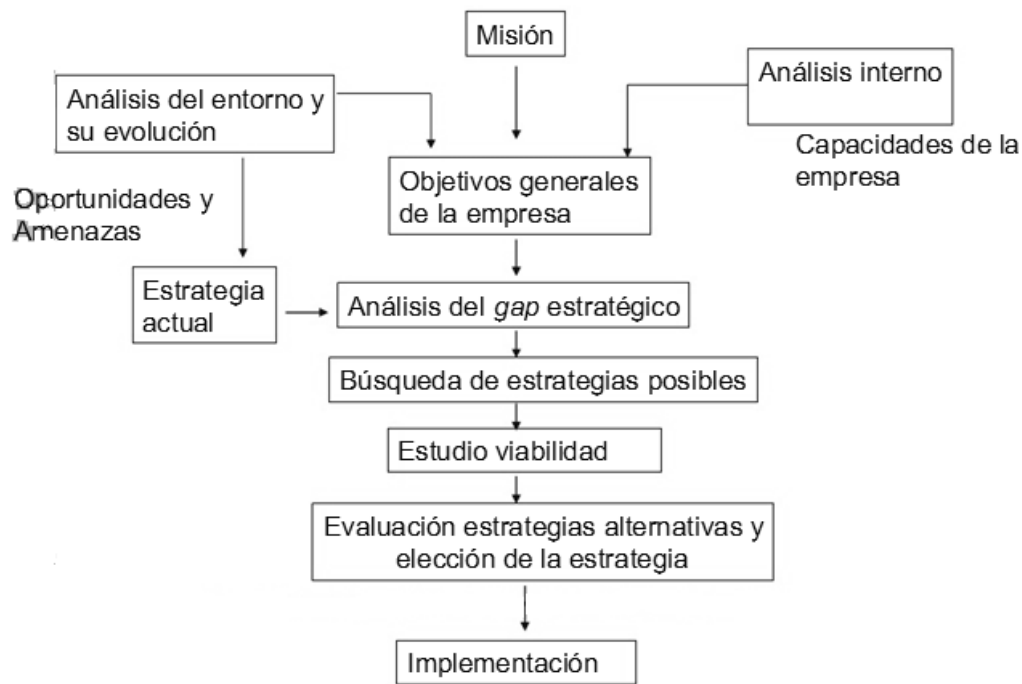 Misión
Análisis del entorno y
su evolución
Análisis interno
Capacidades de la
empresa
Objetivos generales
de la empresa
Oportunidades y
Amenazas
Estrategia
actual
Análisis del gap estratégico
Búsqueda de estrategias posibles
Estudio viabilidad
Evaluación estrategias alternativas y
elección de la estrategia
Implementación